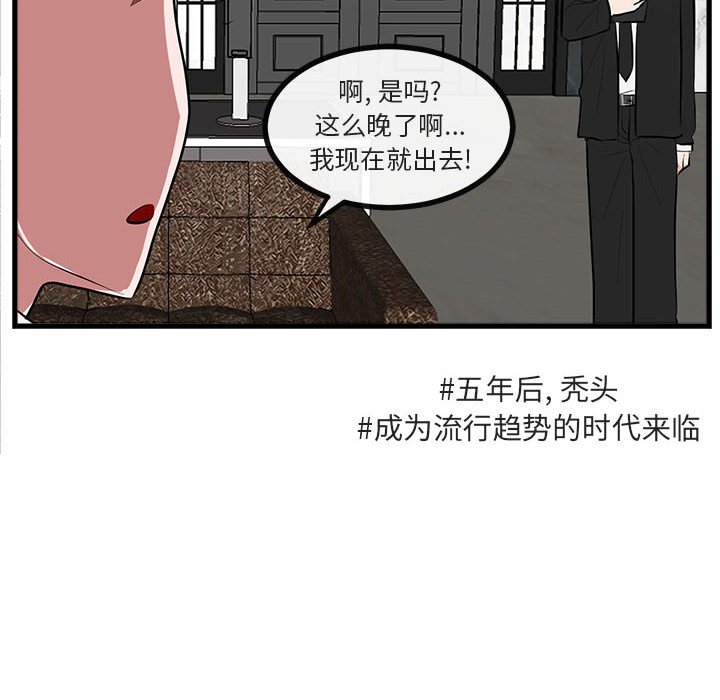 啊, 是吗?
这么晚了啊...
我现在就出去!
#五年后, 秃头
#成为流行趋势的时代来临